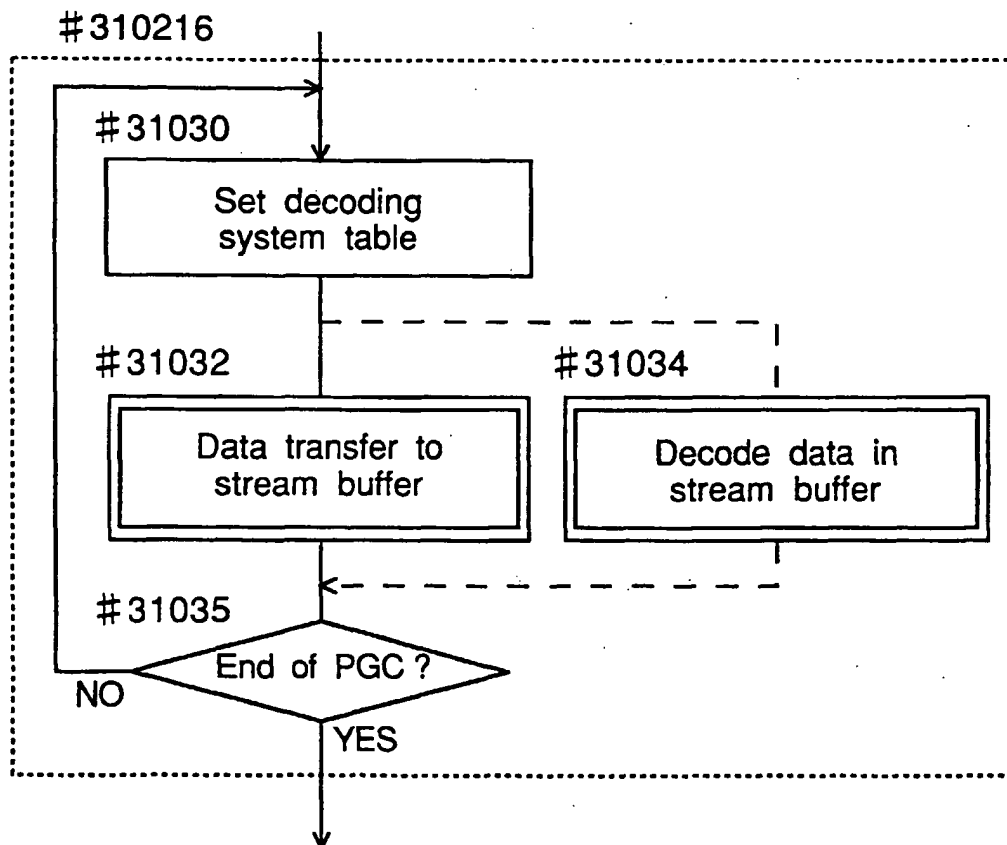 #310216
#31030
Set decoding
system table
#31032
Data transfer to
stream buffer
#31034
Decode data in
stream buffer
#31035
End of PGC ?
NO
YES